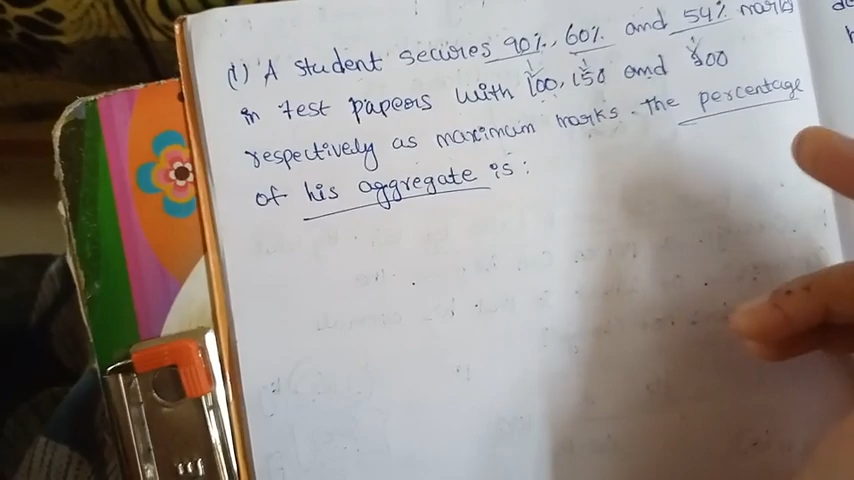 (1) A student secures 90%, 60% and 54% marks
in test papers with 100, 150 and
respectively as maximum marks. The percentage
of his aggregate is: